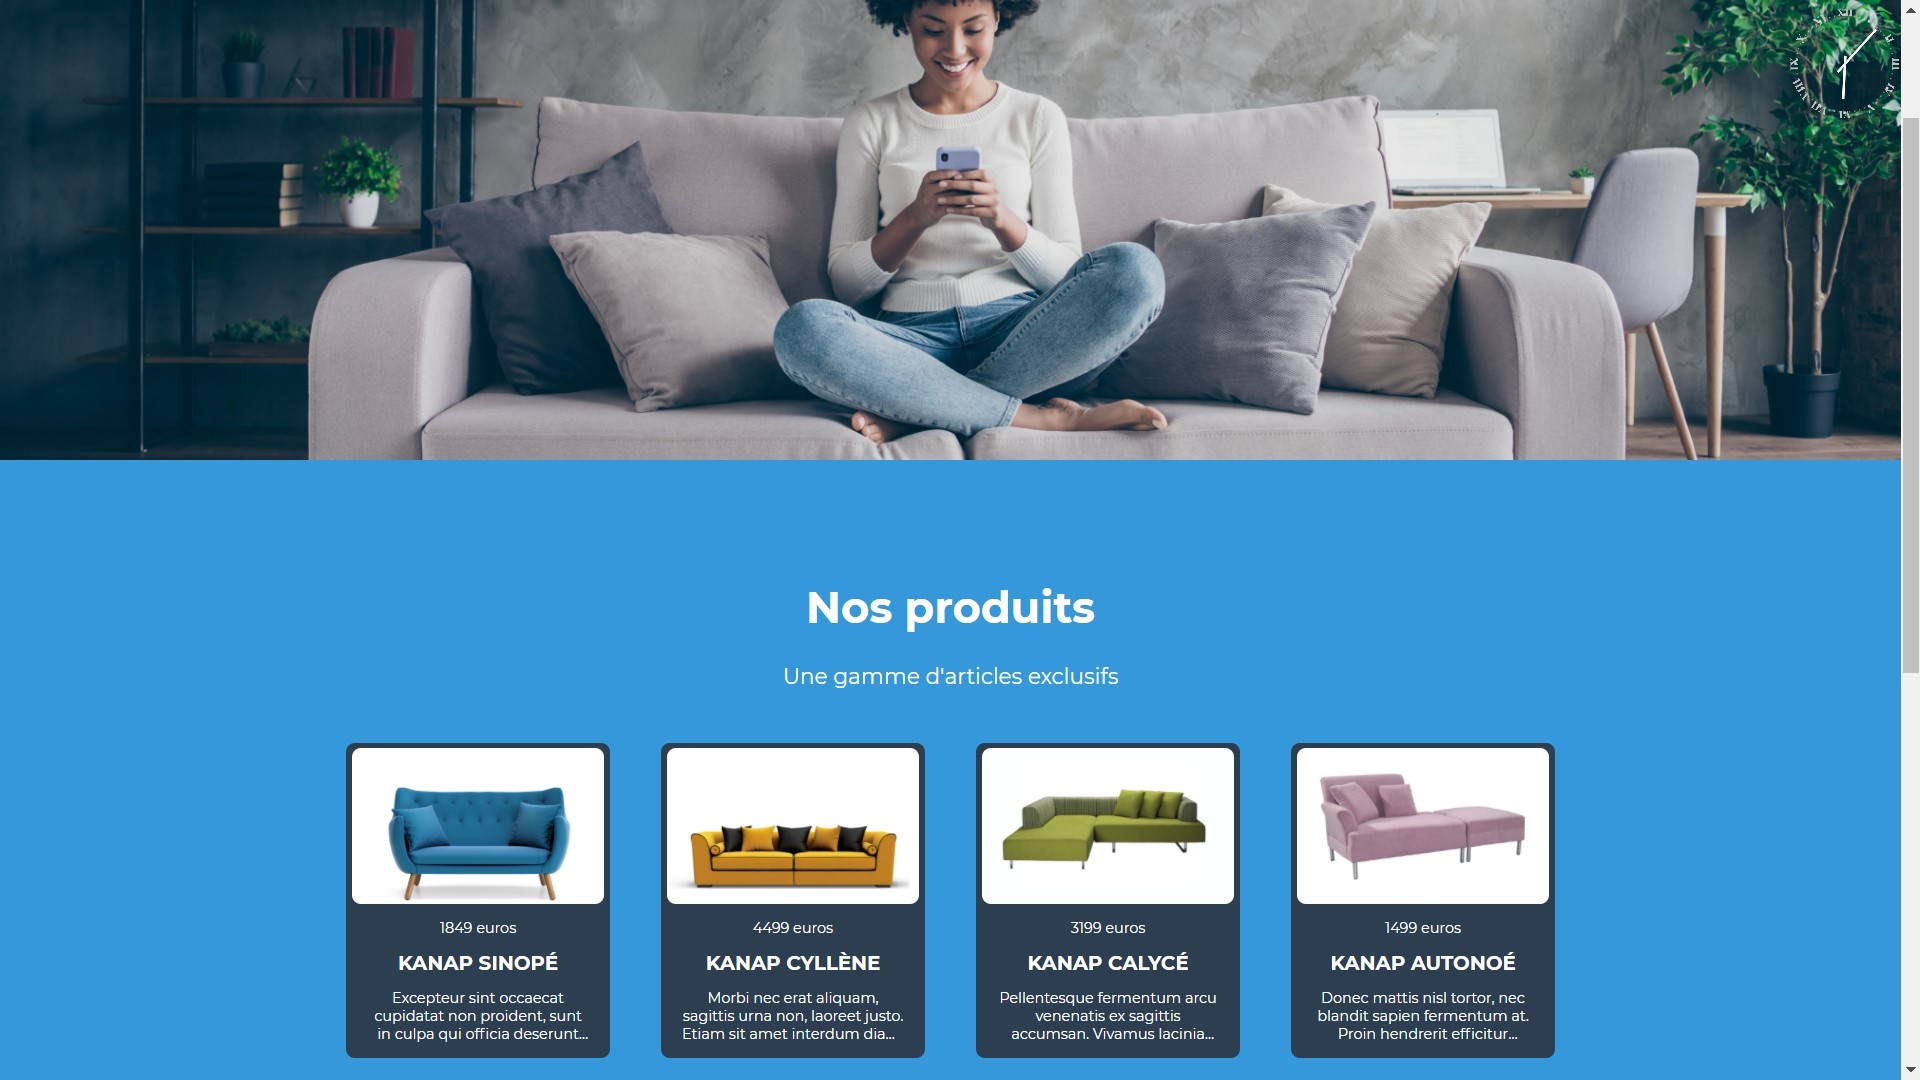 Nos produits
Une gamme d'articles exclusifs
1849 euros
KANAP SINOPÉ
Excepteur sint occaecat
cupidatat non proident, sunt
in culpa qui officia deserunt...
4499 euros
KANAP CYLLÈNE
Morbi nec erat aliquam,
sagittis urna non, laoreet justo.
Etiam sit amet interdum dia...
3199 euros
KANAP CALYCÉ
Pellentesque fermentum arcu
venenatis ex sagittis
accumsan. Vivamus lacinia...
1499 euros
KANAP AUTONOÉ
Donec mattis nisl tortor, nec
blandit sapien fermentum at.
Proin hendrerit efficitur...